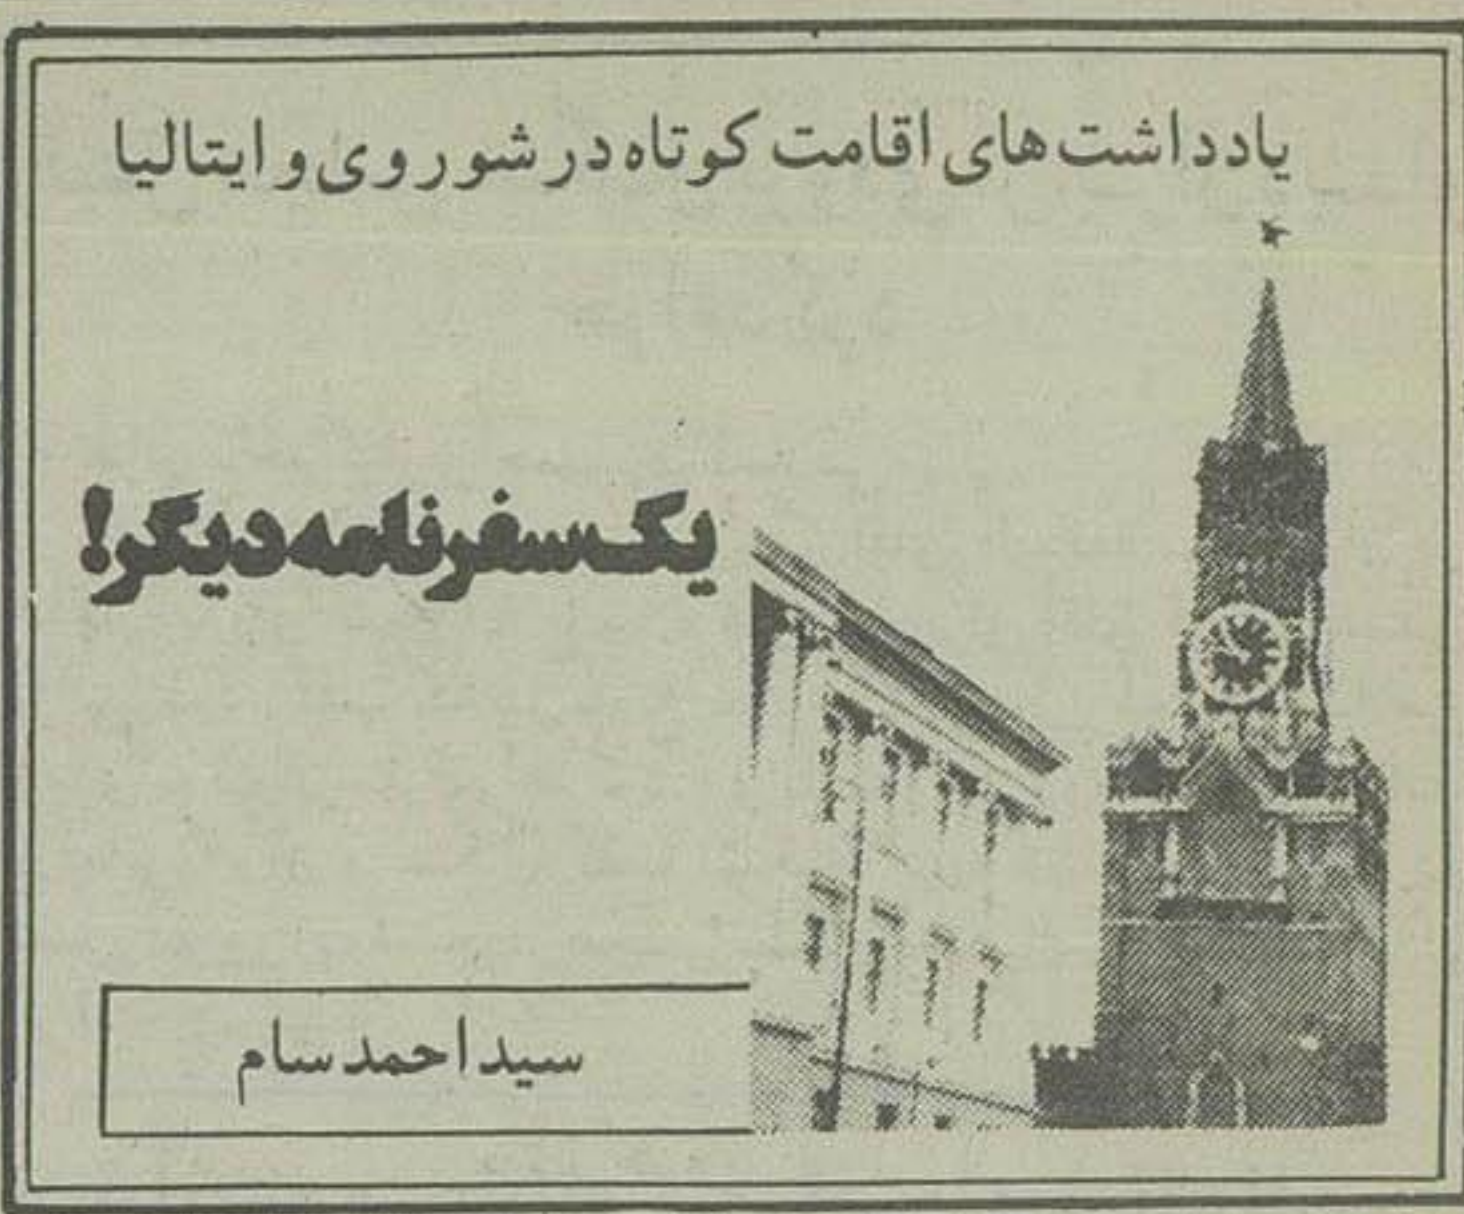 یادداشت‌های اقامت کوتاه در شوروی و ایتالیا
یک سفرنامه دیگر!
سید احمد سام